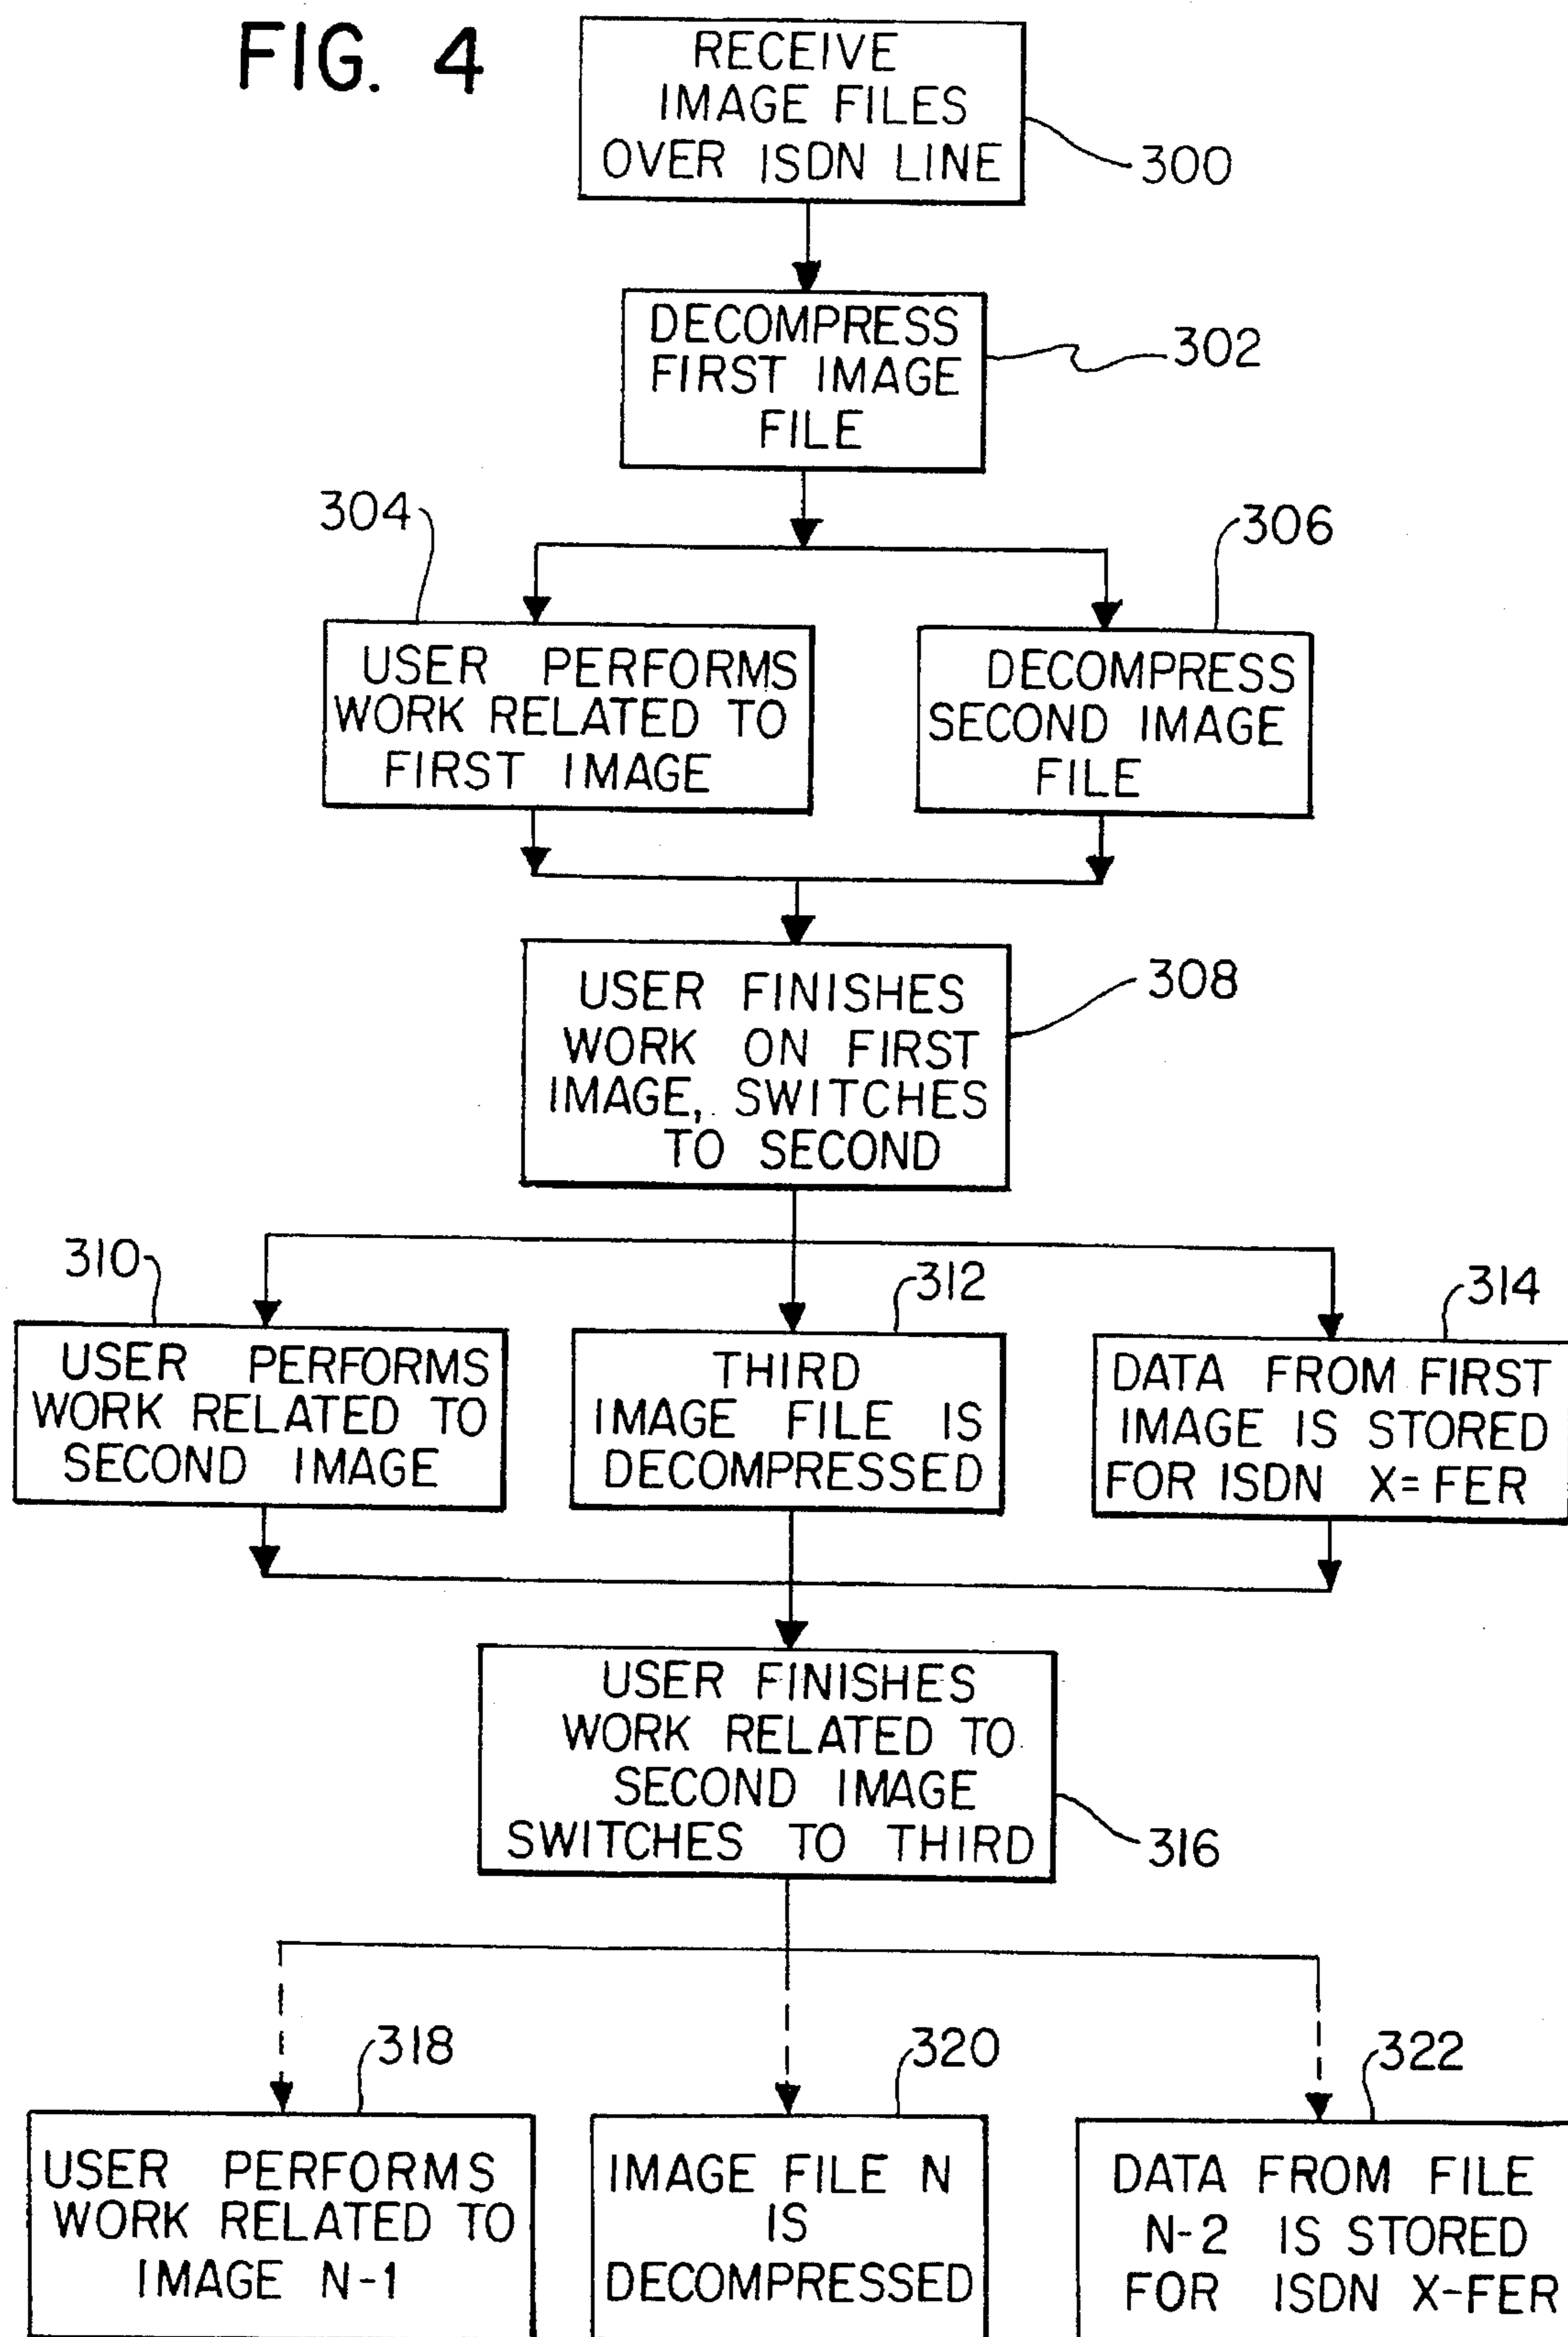 FIG. 4
RECEIVE
IMAGE FILES
OVER ISDN LINE
300
DECOMPRESS
FIRST IMAGE
FILE
302
304
306
USER PERFORMS
WORK RELATED TO
FIRST IMAGE
DECOMPRESS
SECOND IMAGE
FILE
USER FINISHES
WORK ON FIRST
IMAGE, SWITCHES
TO SECOND
308
310
312
314
USER PERFORMS
WORK RELATED TO
SECOND IMAGE
THIRD
IMAGE FILE IS
DECOMPRESSED
DATA FROM FIRST
IMAGE IS STORED
FOR ISDN X=FER
USER FINISHES
WORK RELATED TO
SECOND IMAGE
SWITCHES TO THIRD
316
318
320
322
USER PERFORMS
WORK RELATED TO
IMAGE N-1
IMAGE FILE N
IS
DECOMPRESSED
DATA FROM FILE
N-2 IS STORED
FOR ISDN X-FER